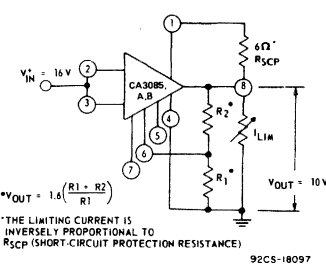 1
6Ω*
RSCP
V+IN = 16 V
2
3
CA3085,
A,B
8
R2*
ILIM
4
5
6
7
R1*
VOUT = 10 V
•VOUT = 1.6(R1 + R2 / R1)
*THE LIMITING CURRENT IS
INVERSELY PROPORTIONAL TO
RSCP (SHORT-CIRCUIT PROTECTION RESISTANCE)
92CS-18097